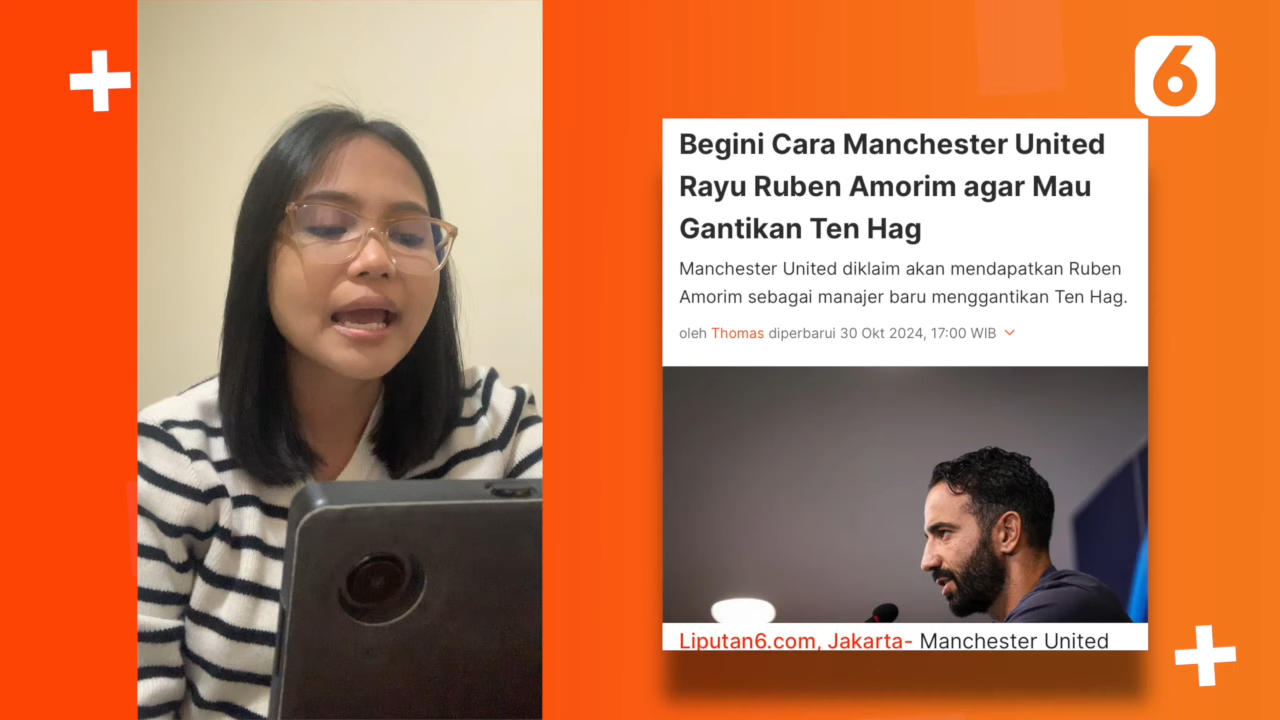 6
Begini Cara Manchester United
Rayu Ruben Amorim agar Mau
Gantikan Ten Hag
Manchester United diklaim akan mendapatkan Ruben
Amorim sebagai manajer baru menggantikan Ten Hag.
oleh Thomas diperbarui 30 Okt 2024, 17:00 WIB
Liputan6.com, Jakarta- Manchester United